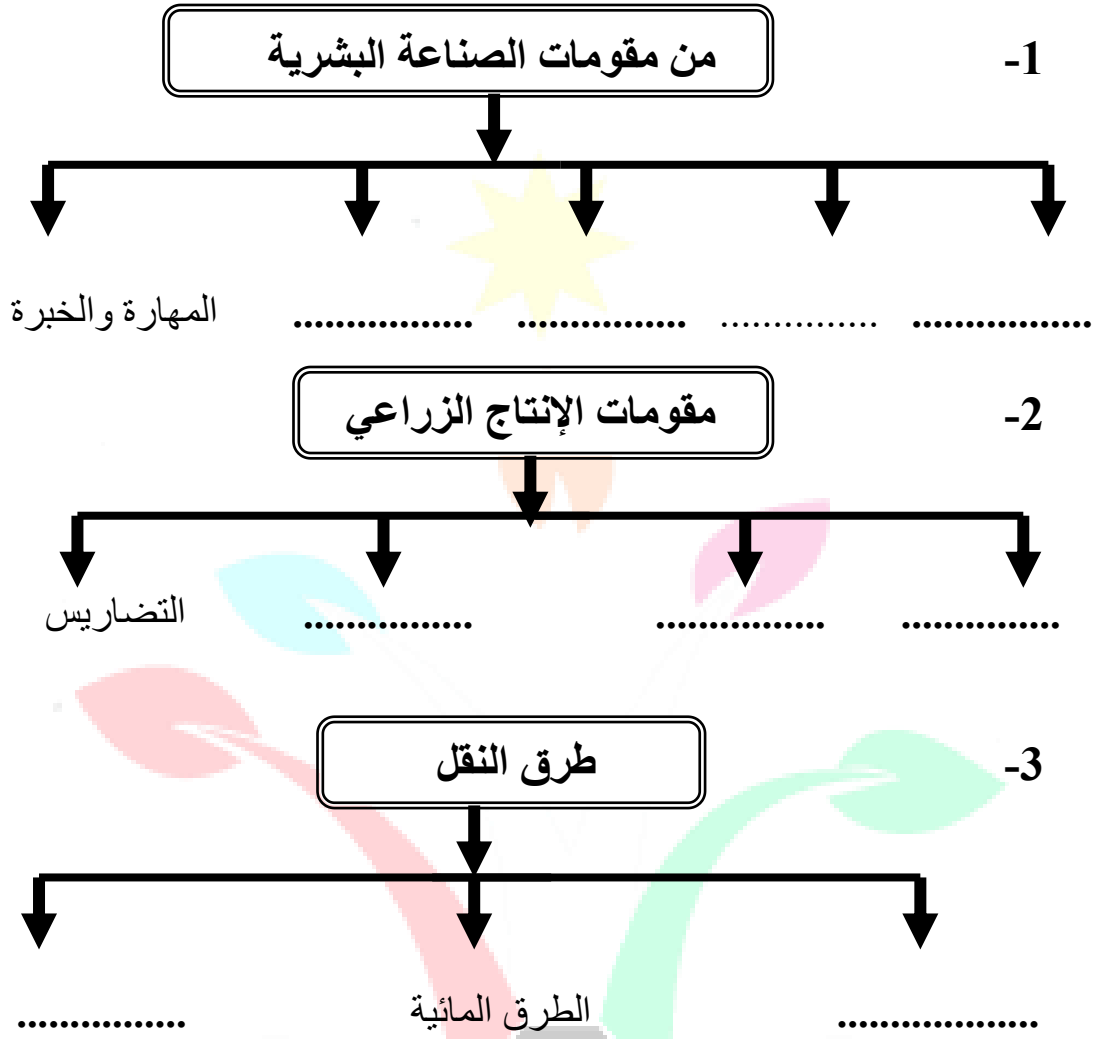 1- من مقومات الصناعة البشرية
................. ............... ................ ................. المهارة والخبرة
2- مقومات الإنتاج الزراعي
............... ................ ................ التضاريس
3- طرق النقل
................... الطرق المائية ................